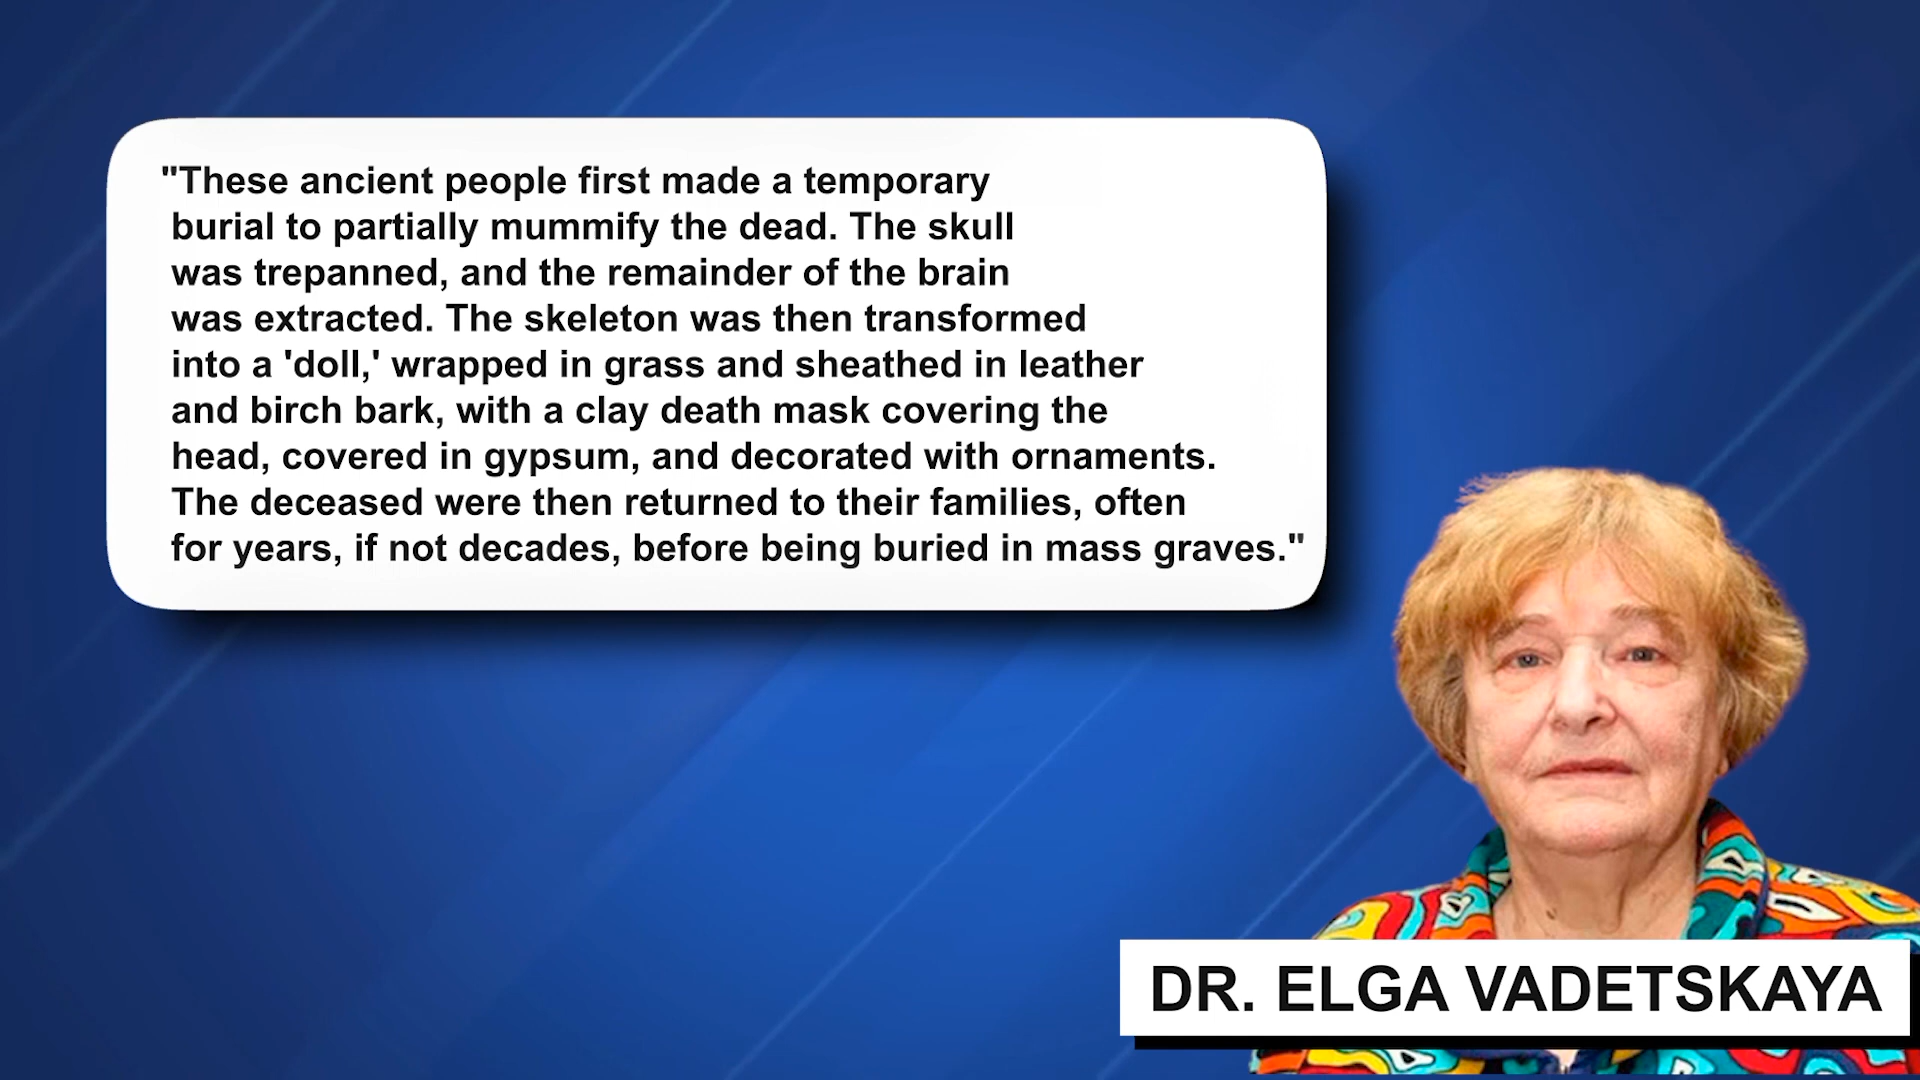 "These ancient people first made a temporary
burial to partially mummify the dead. The skull
was trepanned, and the remainder of the brain
was extracted. The skeleton was then transformed
into a 'doll,' wrapped in grass and sheathed in leather
and birch bark, with a clay death mask covering the
head, covered in gypsum, and decorated with ornaments.
The deceased were then returned to their families, often
for years, if not decades, before being buried in mass graves."
DR. ELGA VADETSKAYA